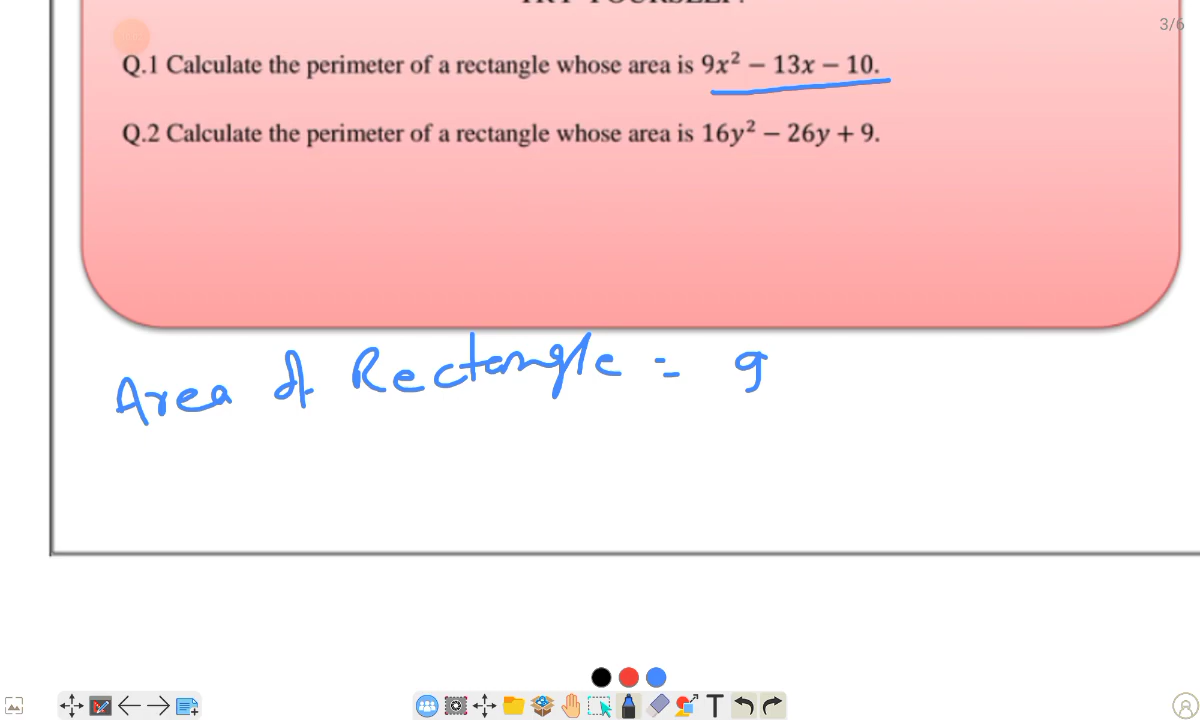 3/6
Q.1 Calculate the perimeter of a rectangle whose area is 9x² − 13x − 10.
Q.2 Calculate the perimeter of a rectangle whose area is 16y² − 26y + 9.
Area of Rectangle = 9
T